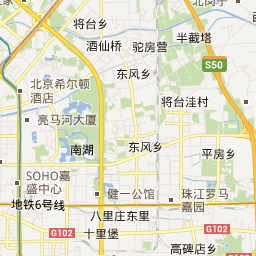 将台乡
酒仙桥
驼房营
半截塔
S50
东风乡
北京希尔顿
酒店
将台洼村
亮马河大厦
南湖
东风乡
平房乡
SOHO嘉
盛中心
健一公馆
珠江罗马
嘉园
地铁6号线
八里庄东里
G102
十里堡
G102
高碑店乡
G102